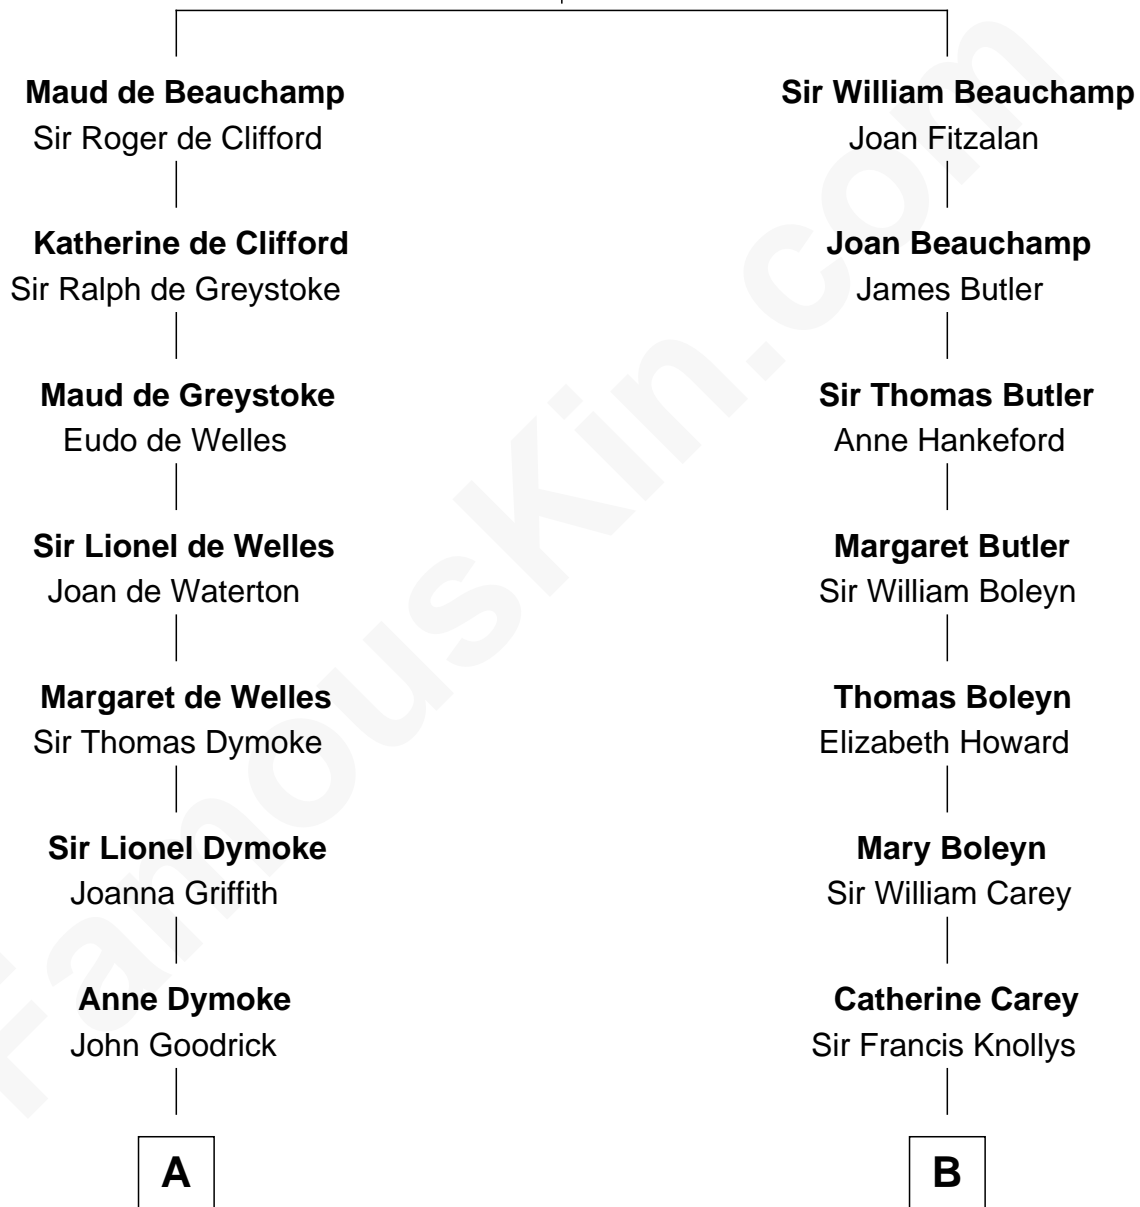 Maud de Beauchamp
Sir Roger de Clifford
Katherine de Clifford
Sir Ralph de Greystoke
Maud de Greystoke
Eudo de Welles
Sir Lionel de Welles
Joan de Waterton
Margaret de Welles
Sir Thomas Dymoke
Sir Lionel Dymoke
Joanna Griffith
Anne Dymoke
John Goodrick
A
Sir William Beauchamp
Joan Fitzalan
Joan Beauchamp
James Butler
Sir Thomas Butler
Anne Hankeford
Margaret Butler
Sir William Boleyn
Thomas Boleyn
Elizabeth Howard
Mary Boleyn
Sir William Carey
Catherine Carey
Sir Francis Knollys
B
FamousKin.com